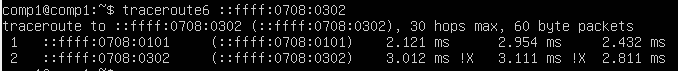 comp1@comp1:~$ traceroute6 ::ffff:0708:0302
traceroute to ::ffff:0708:0302 (::ffff:0708:0302), 30 hops max, 60 byte packets
1 ::ffff:0708:0101 (::ffff:0708:0101) 2.121 ms 2.954 ms 2.432 ms
2 ::ffff:0708:0302 (::ffff:0708:0302) 3.012 ms !X 3.111 ms !X 2.811 ms